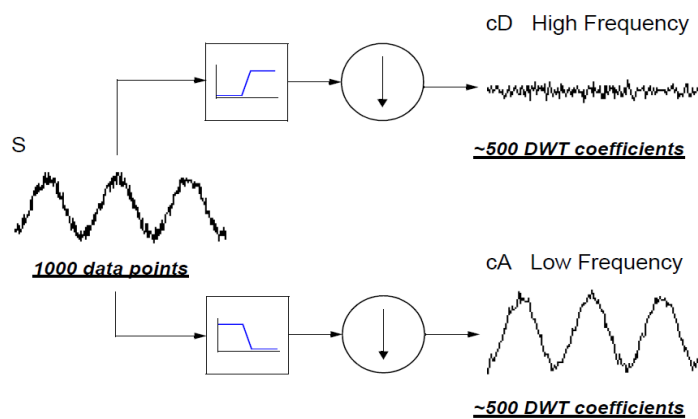 cD High Frequency
~500 DWT coefficients
S
1000 data points
cA Low Frequency
~500 DWT coefficients